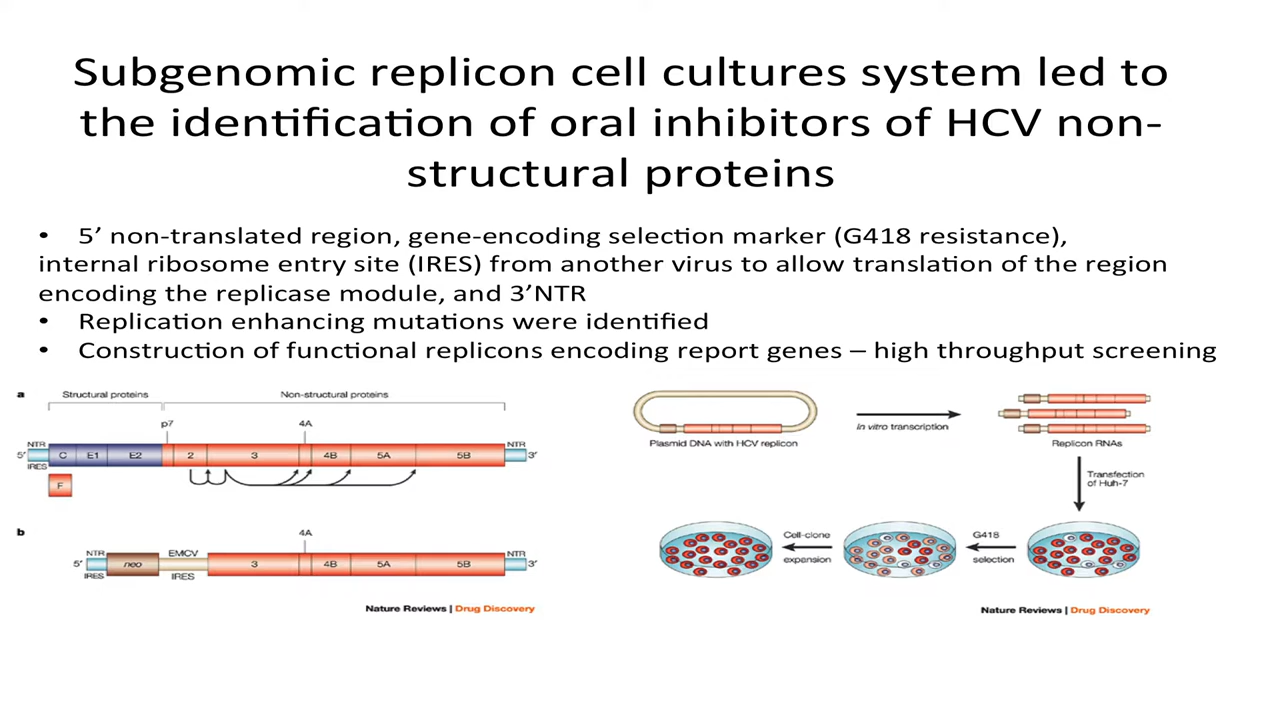 Subgenomic replicon cell cultures system led to
the identification of oral inhibitors of HCV non-
structural proteins
• 5’ non-translated region, gene-encoding selection marker (G418 resistance),
internal ribosome entry site (IRES) from another virus to allow translation of the region
encoding the replicase module, and 3’NTR
• Replication enhancing mutations were identified
• Construction of functional replicons encoding report genes – high throughput screening
a
Structural proteins
Non-structural proteins
p7
4A
NTR
NTR
5′
C
E1
E2
2
3
4B
5A
5B
3′
IRES
F
b
4A
NTR
EMCV
NTR
5′
neo
3
4B
5A
5B
3′
IRES
IRES
Nature Reviews | Drug Discovery
Plasmid DNA with HCV replicon
In vitro transcription
Replicon RNAs
Transfection
of Huh-7
G418
selection
Cell-clone
expansion
Nature Reviews | Drug Discovery